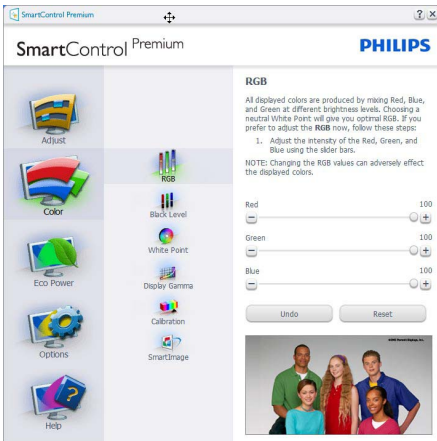 SmartControl Premium
SmartControl Premium
PHILIPS
Adjust
Color
Eco Power
Options
Help
RGB
Black Level
White Point
Display Gamma
Calibration
SmartImage
RGB
All displayed colors are produced by mixing Red, Blue,
and Green at different brightness levels. Choosing a
neutral White Point will give you optimal RGB. If you
prefer to adjust the RGB now, follow these steps:
1. Adjust the intensity of the Red, Green, and
Blue using the slider bars.
NOTE: Changing the RGB values can adversely effect
the displayed colors.
Red 100
Green 100
Blue 100
Undo Reset